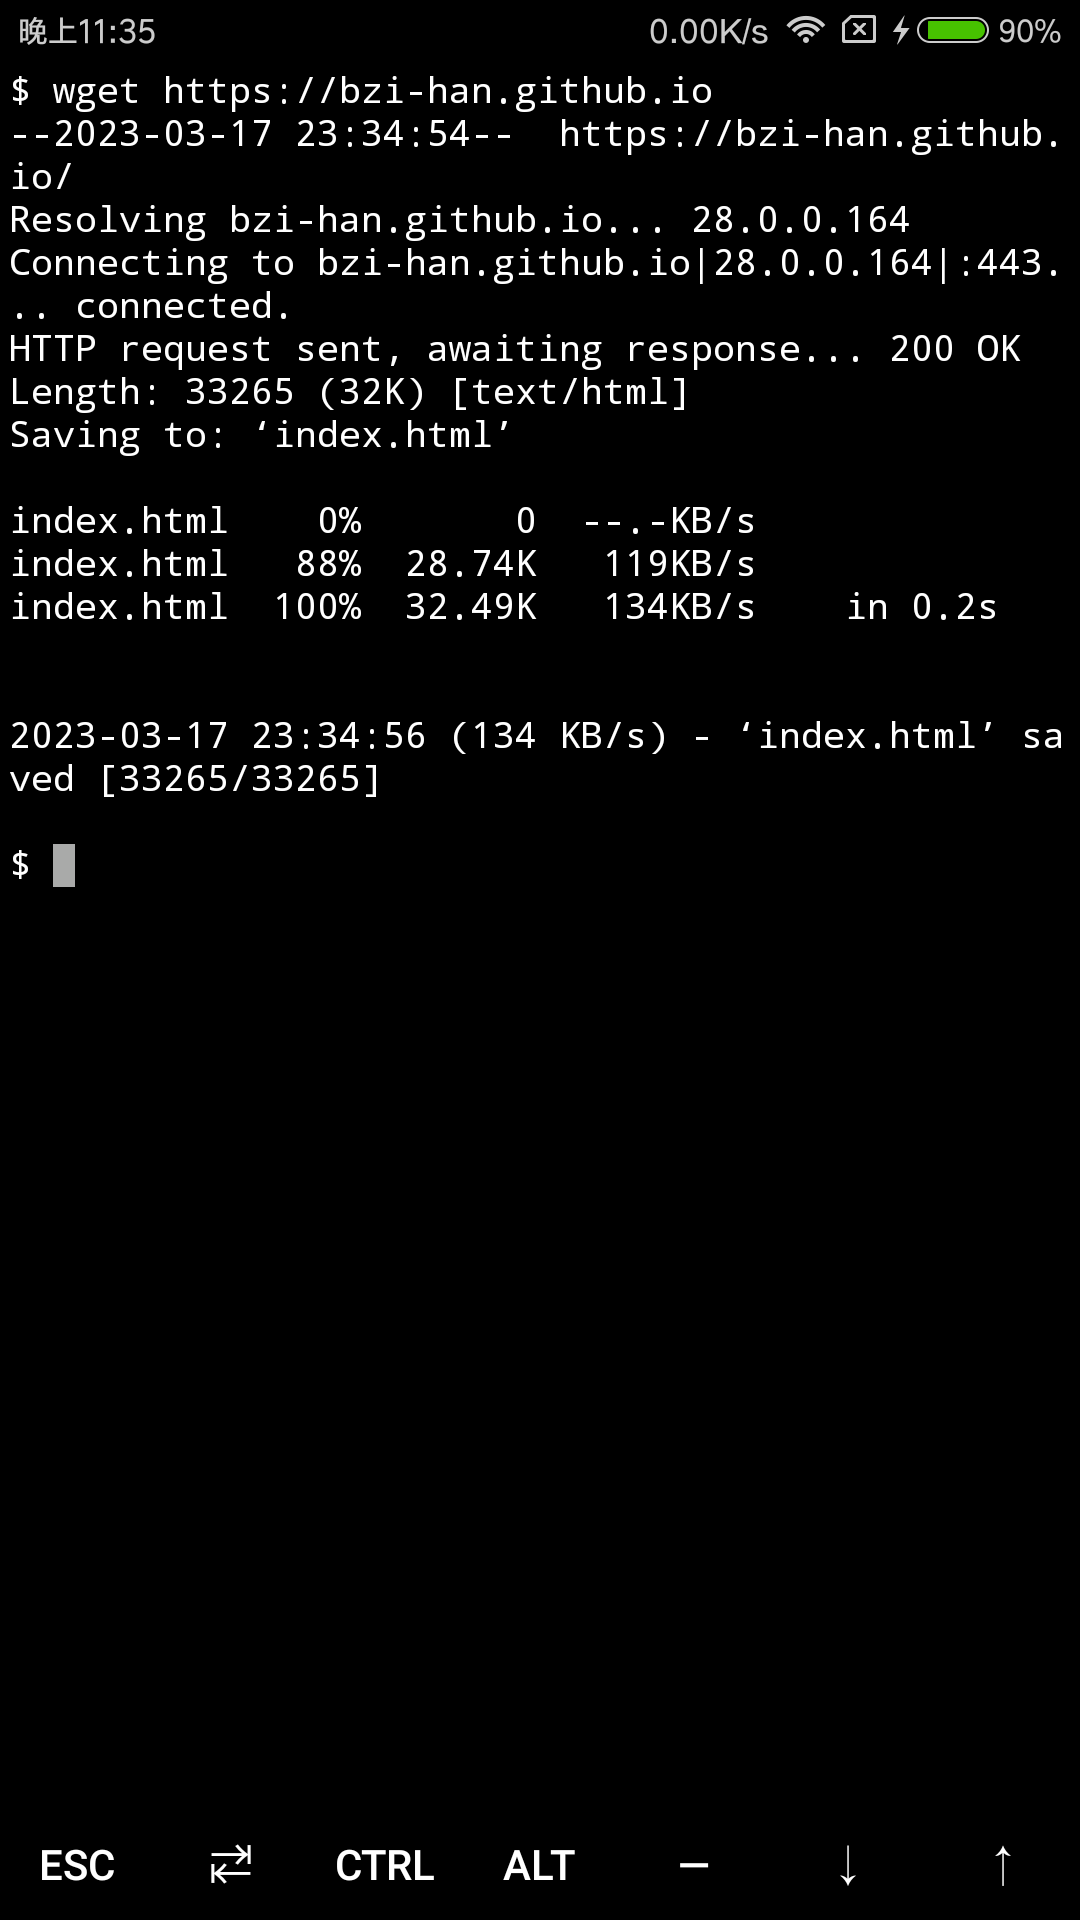 晚上11:35 0.00K/s 90%
$ wget https://bzi-han.github.io
--2023-03-17 23:34:54--  https://bzi-han.github.
io/
Resolving bzi-han.github.io... 28.0.0.164
Connecting to bzi-han.github.io|28.0.0.164|:443.
.. connected.
HTTP request sent, awaiting response... 200 OK
Length: 33265 (32K) [text/html]
Saving to: ‘index.html’
index.html    0%       0  --.-KB/s
index.html   88%  28.74K   119KB/s
index.html  100%  32.49K   134KB/s    in 0.2s
2023-03-17 23:34:56 (134 KB/s) - ‘index.html’ sa
ved [33265/33265]
$
ESC ⇄ CTRL ALT — ↓ ↑